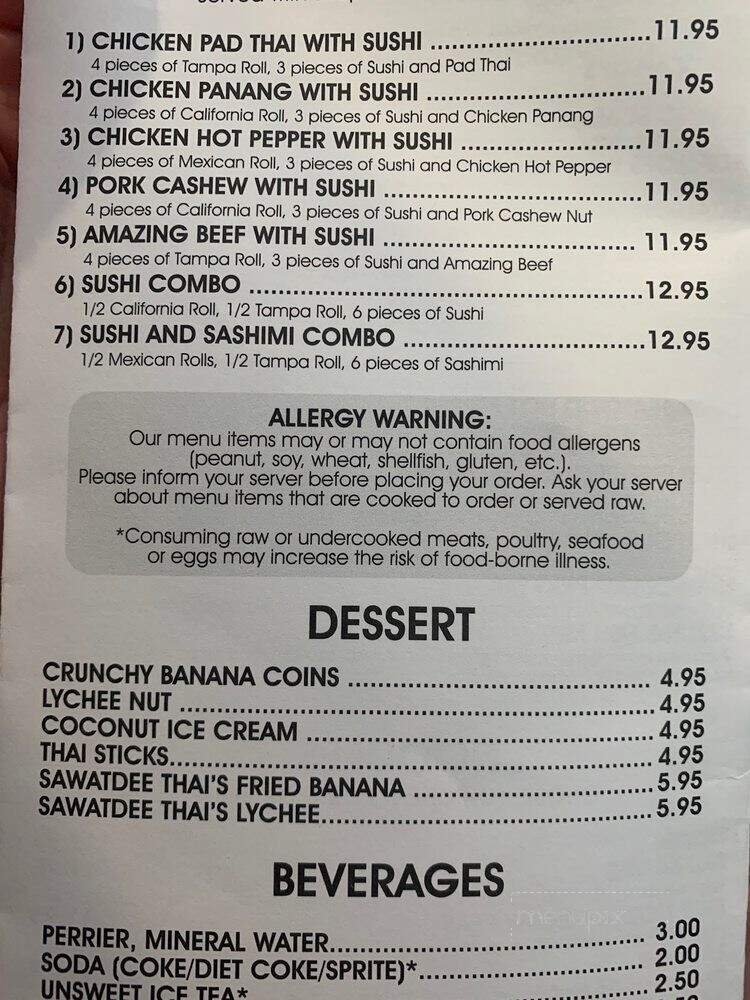 1) CHICKEN PAD THAI WITH SUSHI ..............................11.95
4 pieces of Tampa Roll, 3 pieces of Sushi and Pad Thai
2) CHICKEN PANANG WITH SUSHI ..............................11.95
4 pieces of California Roll, 3 pieces of Sushi and Chicken Panang
3) CHICKEN HOT PEPPER WITH SUSHI .........................11.95
4 pieces of Mexican Roll, 3 pieces of Sushi and Chicken Hot Pepper
4) PORK CASHEW WITH SUSHI ...................................11.95
4 pieces of California Roll, 3 pieces of Sushi and Pork Cashew Nut
5) AMAZING BEEF WITH SUSHI ................................... 11.95
4 pieces of Tampa Roll, 3 pieces of Sushi and Amazing Beef
6) SUSHI COMBO .......................................................12.95
1/2 California Roll, 1/2 Tampa Roll, 6 pieces of Sushi
7) SUSHI AND SASHIMI COMBO ..................................12.95
1/2 Mexican Rolls, 1/2 Tampa Roll, 6 pieces of Sashimi
ALLERGY WARNING:
Our menu items may or may not contain food allergens
(peanut, soy, wheat, shellfish, gluten, etc.).
Please inform your server before placing your order. Ask your server
about menu items that are cooked to order or served raw.
*Consuming raw or undercooked meats, poultry, seafood
or eggs may increase the risk of food-borne illness.
DESSERT
CRUNCHY BANANA COINS .......................................... 4.95
LYCHEE NUT ................................................................ 4.95
COCONUT ICE CREAM ............................................... 4.95
THAI STICKS.................................................................. 4.95
SAWATDEE THAI'S FRIED BANANA .................................5.95
SAWATDEE THAI'S LYCHEE............................................. 5.95
BEVERAGES
PERRIER, MINERAL WATER............................................ 3.00
SODA (COKE/DIET COKE/SPRITE)*................................ 2.00
UNSWEET ICE TEA* ...................................................... 2.50
menupix